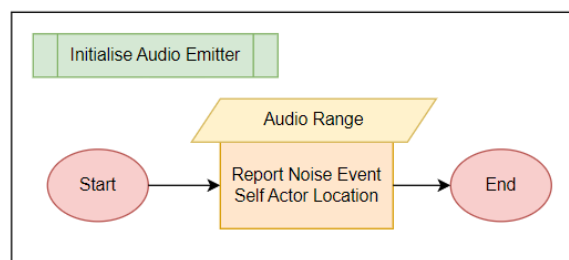 Initialise Audio Emitter
Audio Range
Start
Report Noise Event
Self Actor Location
End